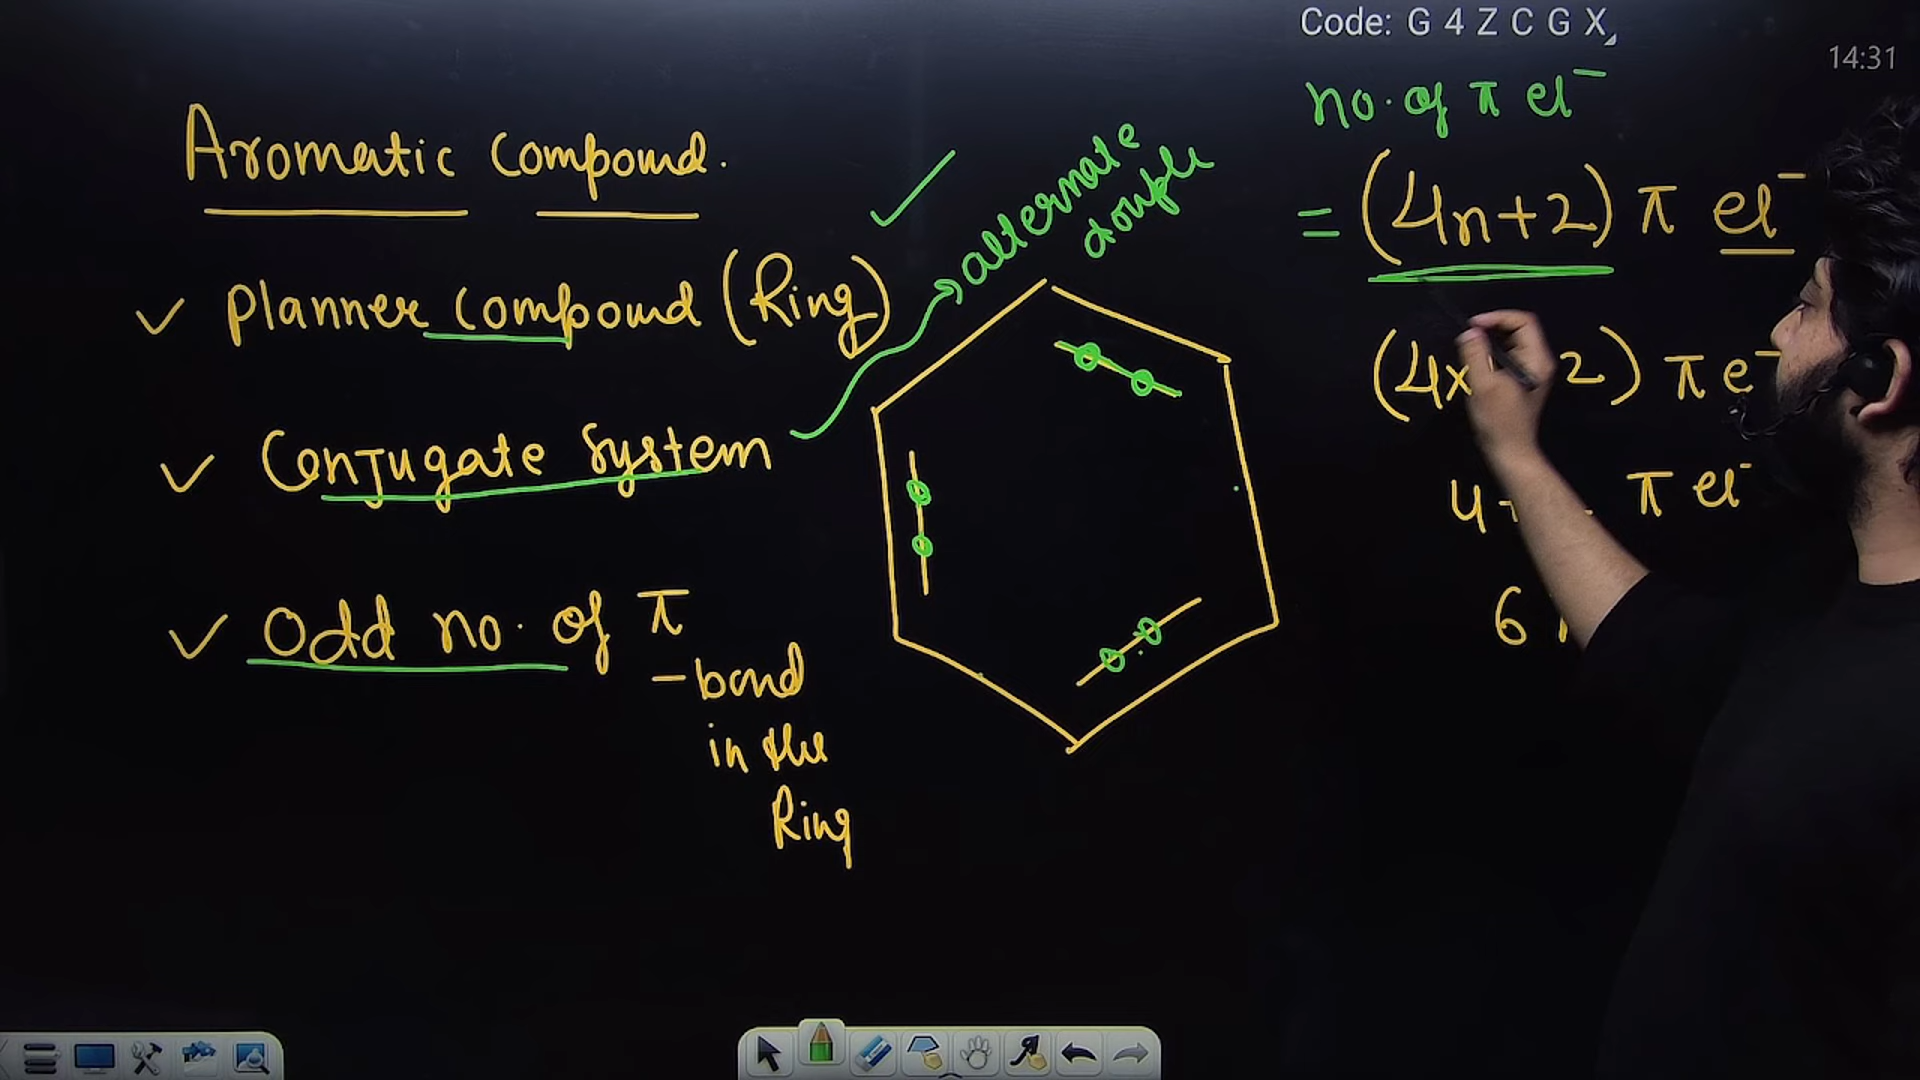 Code: G 4 Z C G X
14:31
no. of π el⁻
= (4n+2) π el⁻
Aromatic compound.
alternate
double
planner compound (Ring)
(4x 2) π e⁻
Conjugate system
4+ π el⁻
Odd no. of π
- bond
in the
Ring
6